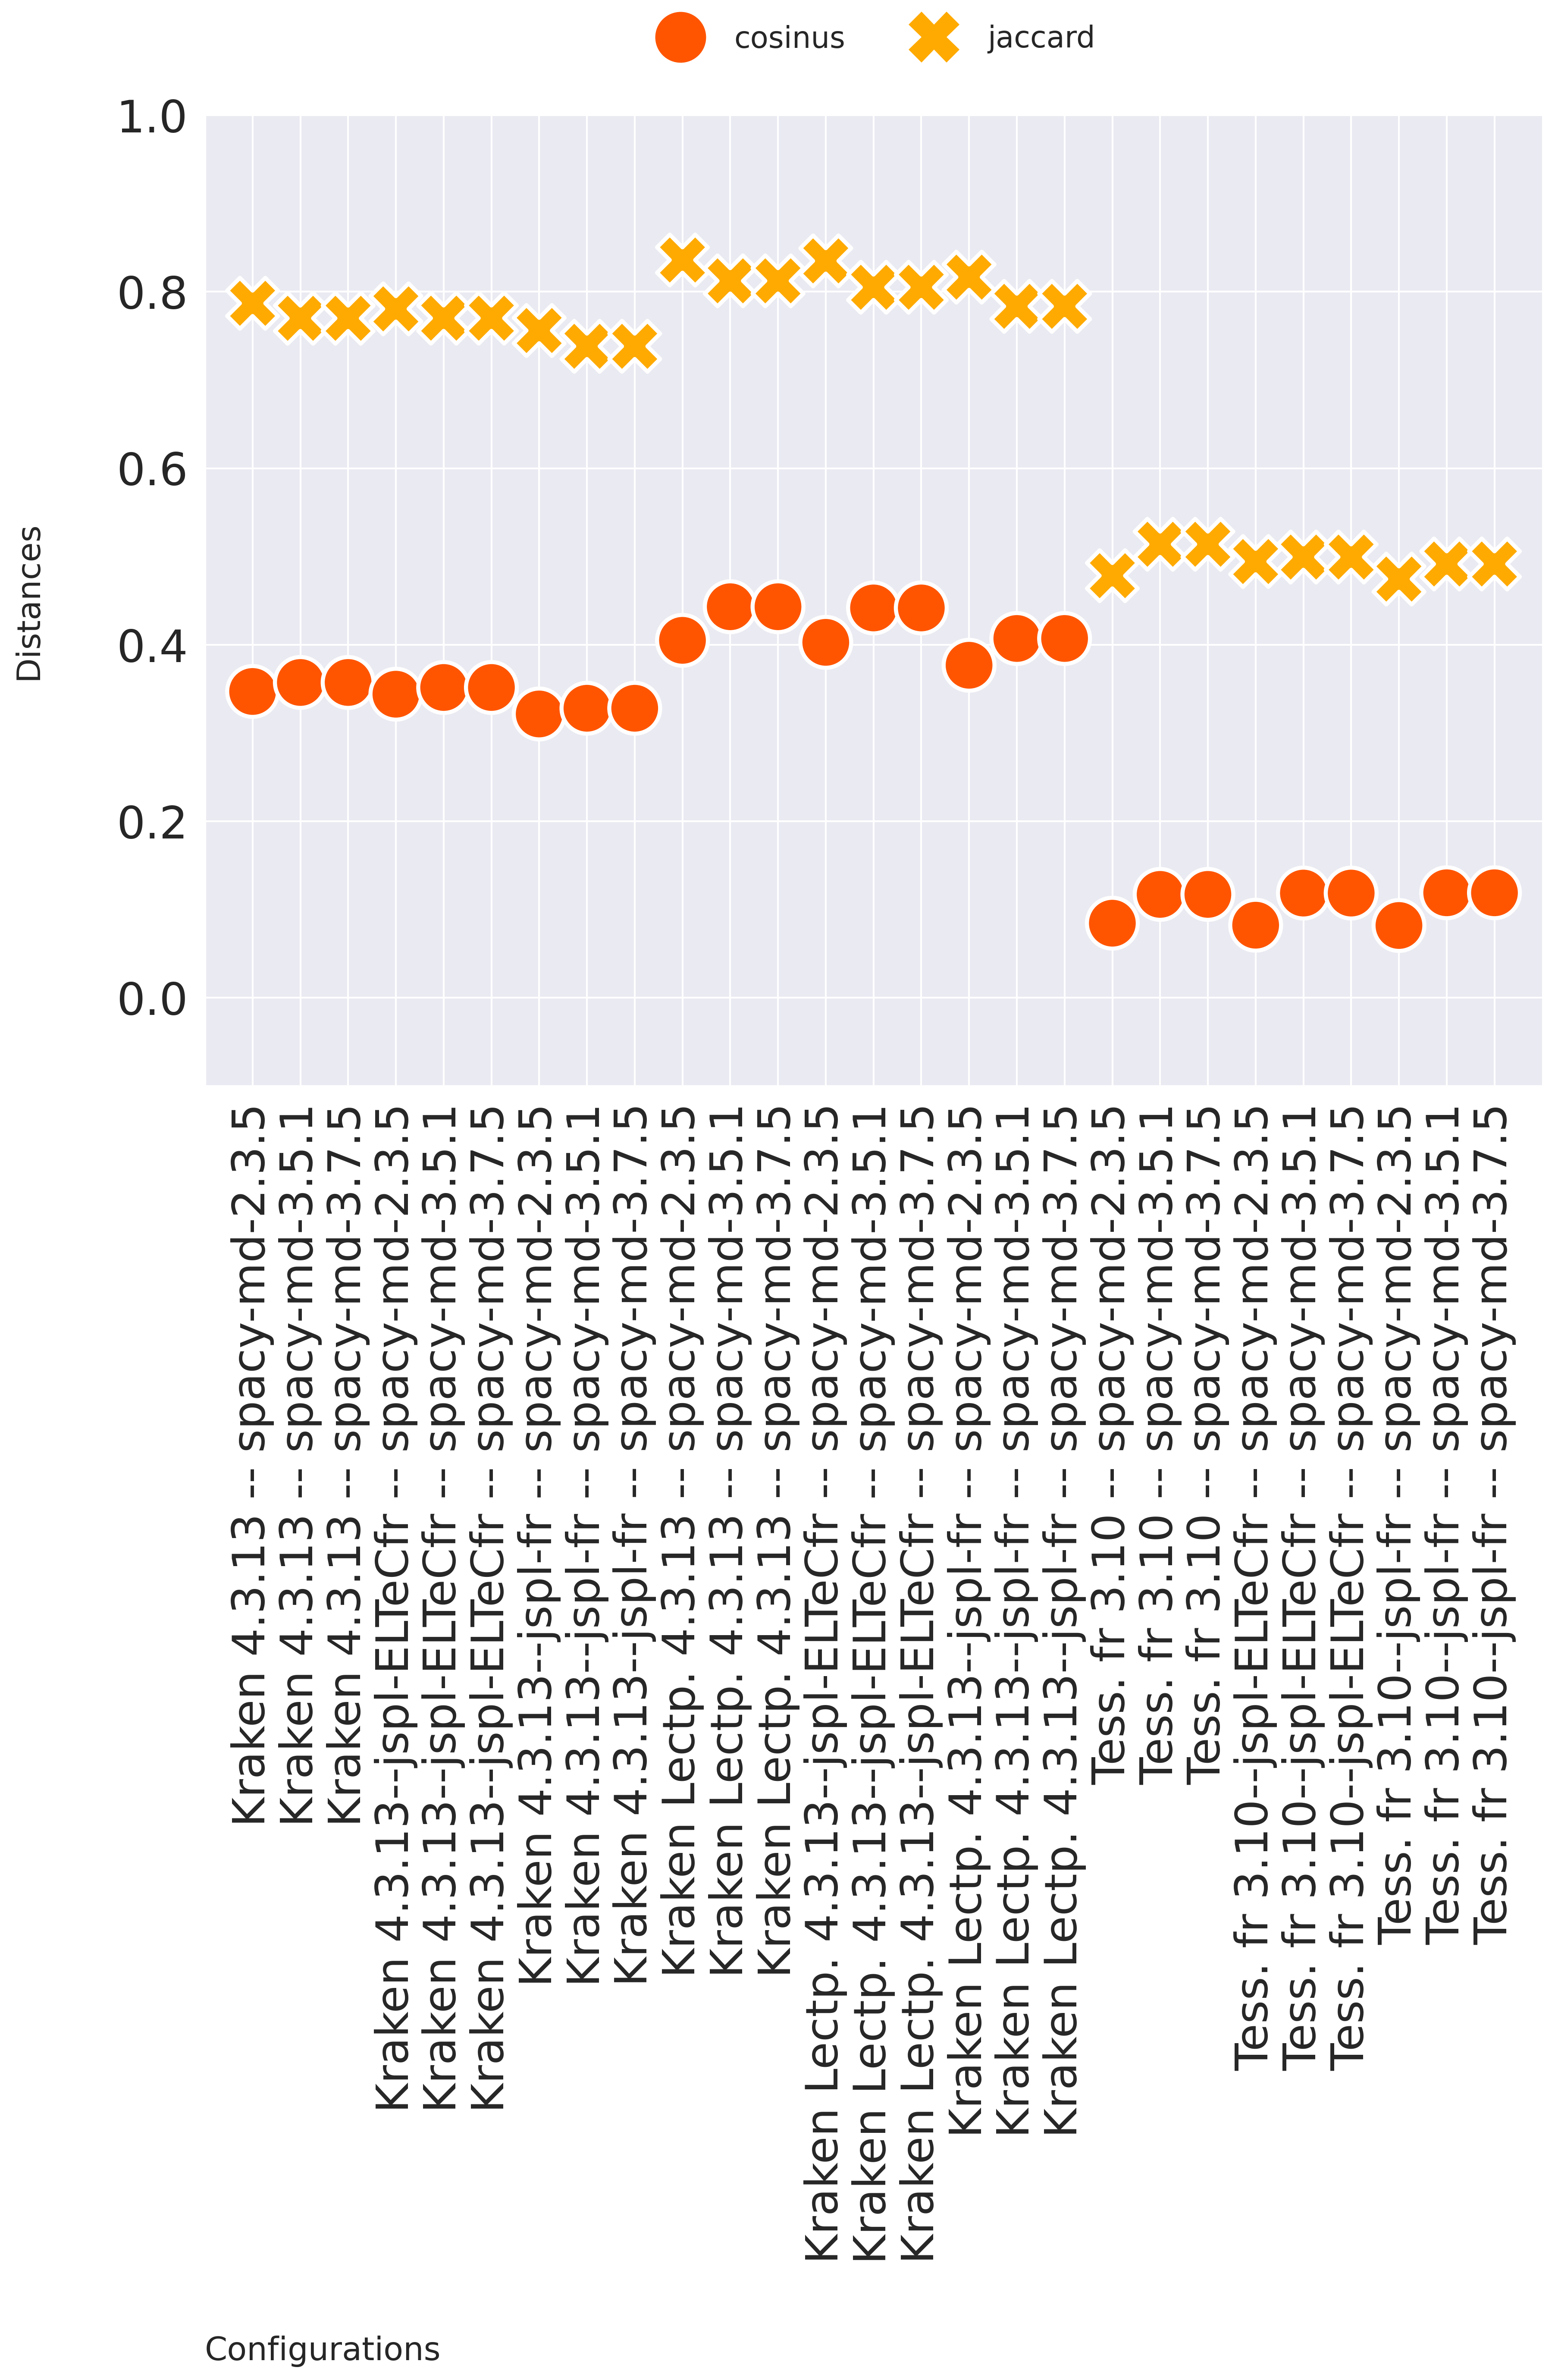 cosinus
jaccard
1.0
0.8
0.6
0.4
0.2
0.0
Distances
Kraken 4.3.13 -- spacy-md-2.3.5
Kraken 4.3.13 -- spacy-md-3.5.1
Kraken 4.3.13 -- spacy-md-3.7.5
Kraken 4.3.13--jspl-ELTeCfr -- spacy-md-2.3.5
Kraken 4.3.13--jspl-ELTeCfr -- spacy-md-3.5.1
Kraken 4.3.13--jspl-ELTeCfr -- spacy-md-3.7.5
Kraken 4.3.13--jspl-fr -- spacy-md-2.3.5
Kraken 4.3.13--jspl-fr -- spacy-md-3.5.1
Kraken 4.3.13--jspl-fr -- spacy-md-3.7.5
Kraken Lectp. 4.3.13 -- spacy-md-2.3.5
Kraken Lectp. 4.3.13 -- spacy-md-3.5.1
Kraken Lectp. 4.3.13 -- spacy-md-3.7.5
Kraken Lectp. 4.3.13--jspl-ELTeCfr -- spacy-md-2.3.5
Kraken Lectp. 4.3.13--jspl-ELTeCfr -- spacy-md-3.5.1
Kraken Lectp. 4.3.13--jspl-ELTeCfr -- spacy-md-3.7.5
Kraken Lectp. 4.3.13--jspl-fr -- spacy-md-2.3.5
Kraken Lectp. 4.3.13--jspl-fr -- spacy-md-3.5.1
Kraken Lectp. 4.3.13--jspl-fr -- spacy-md-3.7.5
Tess. fr 3.10 -- spacy-md-2.3.5
Tess. fr 3.10 -- spacy-md-3.5.1
Tess. fr 3.10 -- spacy-md-3.7.5
Tess. fr 3.10--jspl-ELTeCfr -- spacy-md-2.3.5
Tess. fr 3.10--jspl-ELTeCfr -- spacy-md-3.5.1
Tess. fr 3.10--jspl-ELTeCfr -- spacy-md-3.7.5
Tess. fr 3.10--jspl-fr -- spacy-md-2.3.5
Tess. fr 3.10--jspl-fr -- spacy-md-3.5.1
Tess. fr 3.10--jspl-fr -- spacy-md-3.7.5
Configurations